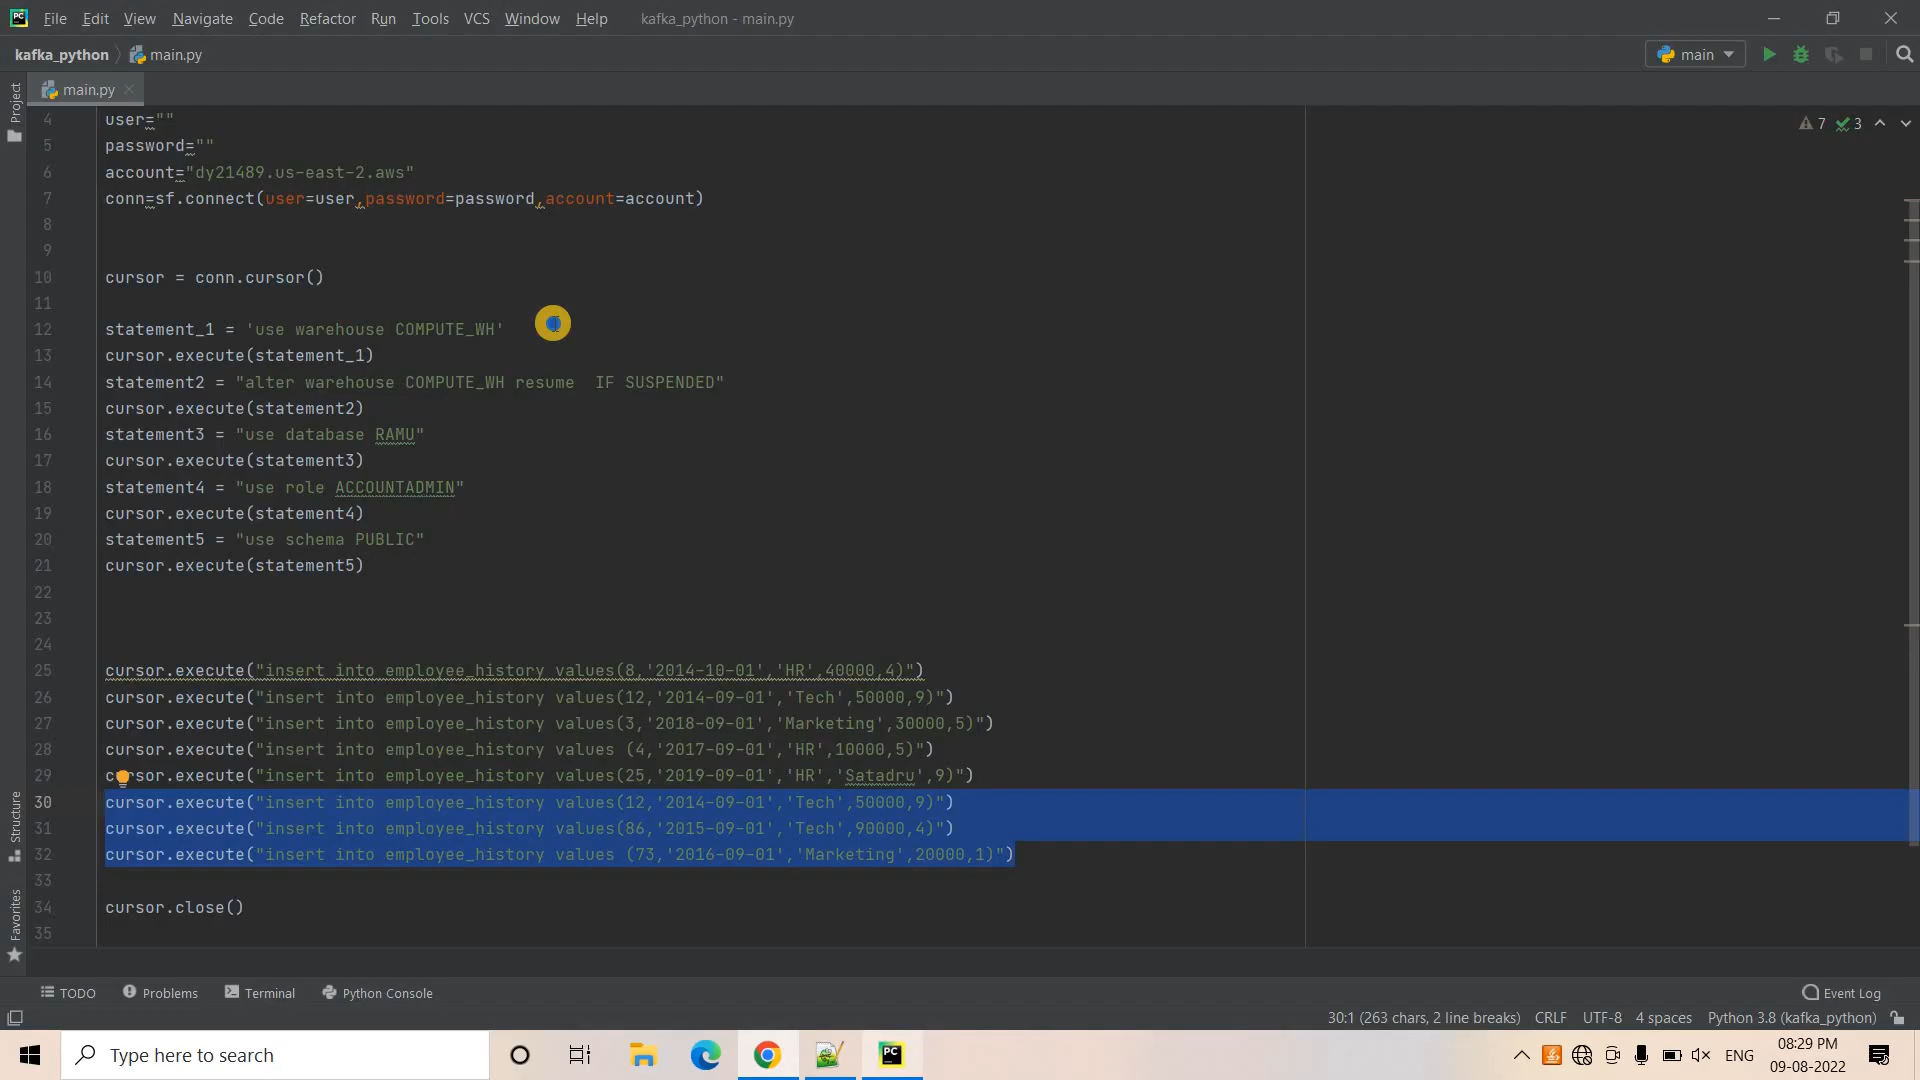 PC File Edit View Navigate Code Refactor Run Tools VCS Window Help kafka_python - main.py
kafka_python main.py main
Project
main.py
7 3
4 user=""
5 password=""
6 account="dy21489.us-east-2.aws"
7 conn=sf.connect(user=user,password=password,account=account)
8
9
10 cursor = conn.cursor()
11
12 statement_1 = 'use warehouse COMPUTE_WH'
13 cursor.execute(statement_1)
14 statement2 = "alter warehouse COMPUTE_WH resume  IF SUSPENDED"
15 cursor.execute(statement2)
16 statement3 = "use database RAMU"
17 cursor.execute(statement3)
18 statement4 = "use role ACCOUNTADMIN"
19 cursor.execute(statement4)
20 statement5 = "use schema PUBLIC"
21 cursor.execute(statement5)
22
23
24
25 cursor.execute("insert into employee_history values(8,'2014-10-01','HR',40000,4)")
26 cursor.execute("insert into employee_history values(12,'2014-09-01','Tech',50000,9)")
27 cursor.execute("insert into employee_history values(3,'2018-09-01','Marketing',30000,5)")
28 cursor.execute("insert into employee_history values (4,'2017-09-01','HR',10000,5)")
29 cursor.execute("insert into employee_history values(25,'2019-09-01','HR','Satadru',9)")
30 cursor.execute("insert into employee_history values(12,'2014-09-01','Tech',50000,9)")
31 cursor.execute("insert into employee_history values(86,'2015-09-01','Tech',90000,4)")
32 cursor.execute("insert into employee_history values (73,'2016-09-01','Marketing',20000,1)")
33
34 cursor.close()
35
Structure
Favorites
TODO Problems Terminal Python Console Event Log
30:1 (263 chars, 2 line breaks) CRLF UTF-8 4 spaces Python 3.8 (kafka_python)
Type here to search PC ENG 08:29 PM
09-08-2022